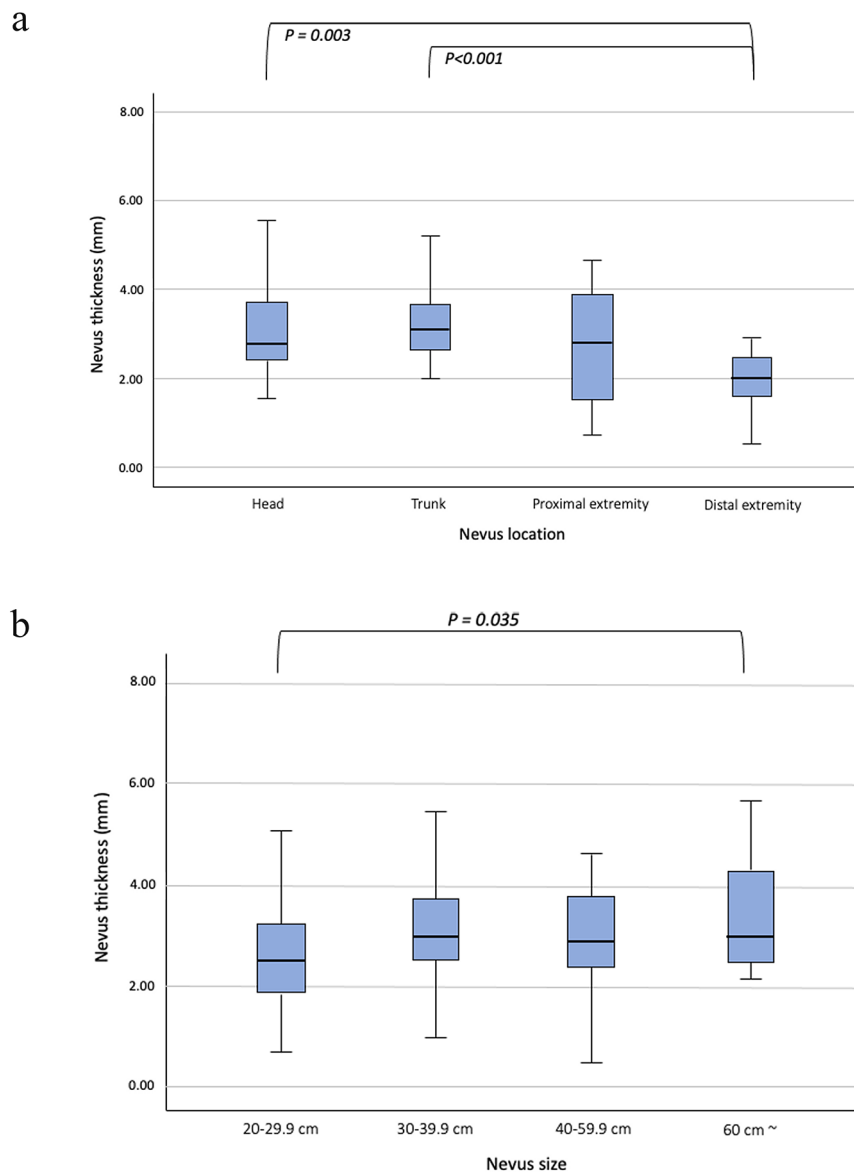 a
P = 0.003
P<0.001
8.00
6.00
4.00
2.00
0.00
Nevus thickness (mm)
Head Trunk Proximal extremity Distal extremity
Nevus location
b
P = 0.035
8.00
6.00
4.00
2.00
0.00
Nevus thickness (mm)
20-29.9 cm 30-39.9 cm 40-59.9 cm 60 cm ~
Nevus size